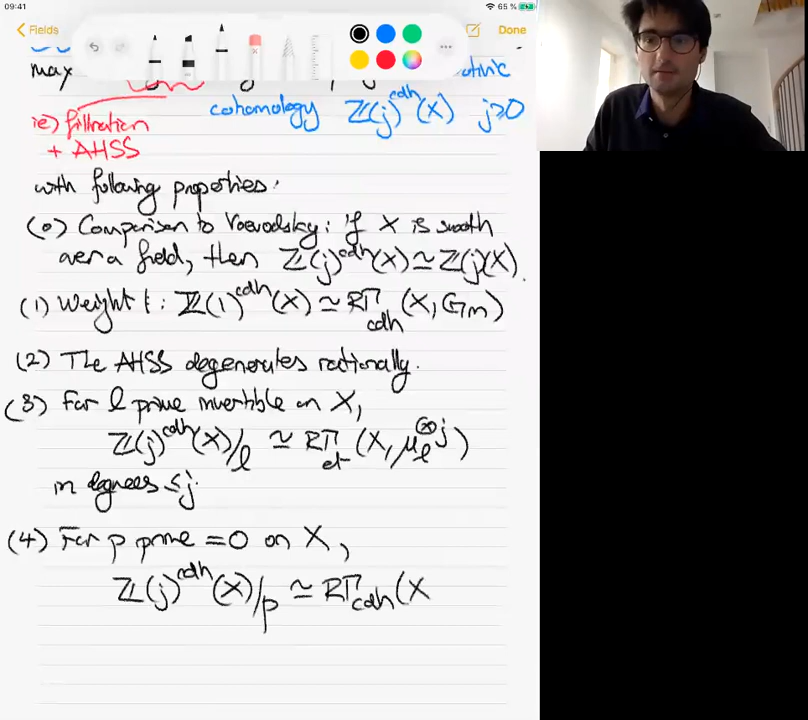 09:41
65 %
Fields
Done
max
cohomology ℤ(j)^cdh(X) j≥0
ie) filtration
+ AHSS
with following properties:
(0) Comparison to Voevodsky: if X is smooth
over a field, then ℤ(j)^cdh(X) ≃ ℤ(j)(X).
(1) Weight 1: ℤ(1)^cdh(X) ≃ RΓ_cdh(X, 𝔾m)
(2) The AHSS degenerates rationally.
(3) For ℓ prime invertible on X,
ℤ(j)^cdh(X)/ℓ ≃ RΓ_et(X, μ_ℓ^⊗j)
in degrees ≤j.
(4) For p prime =0 on X,
ℤ(j)^cdh(X)/p ≃ RΓ_cdh(X